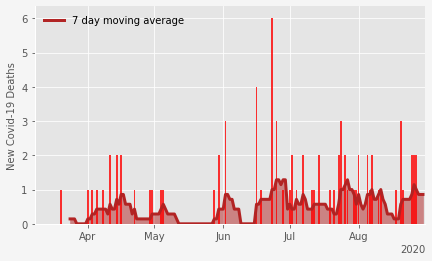 7 day moving average
New Covid-19 Deaths
6
5
4
3
2
1
0
Apr
May
Jun
Jul
Aug
2020